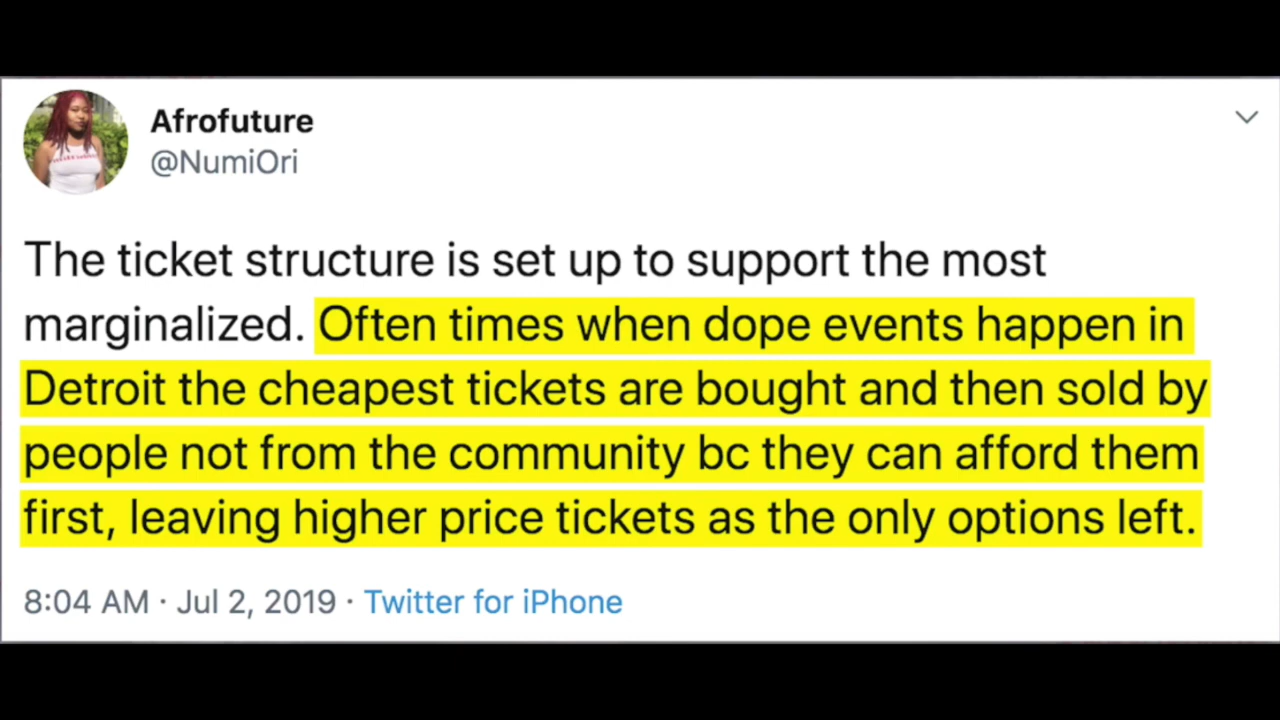 Afrofuture
@NumiOri
The ticket structure is set up to support the most
marginalized. Often times when dope events happen in
Detroit the cheapest tickets are bought and then sold by
people not from the community bc they can afford them
first, leaving higher price tickets as the only options left.
8:04 AM · Jul 2, 2019 · Twitter for iPhone